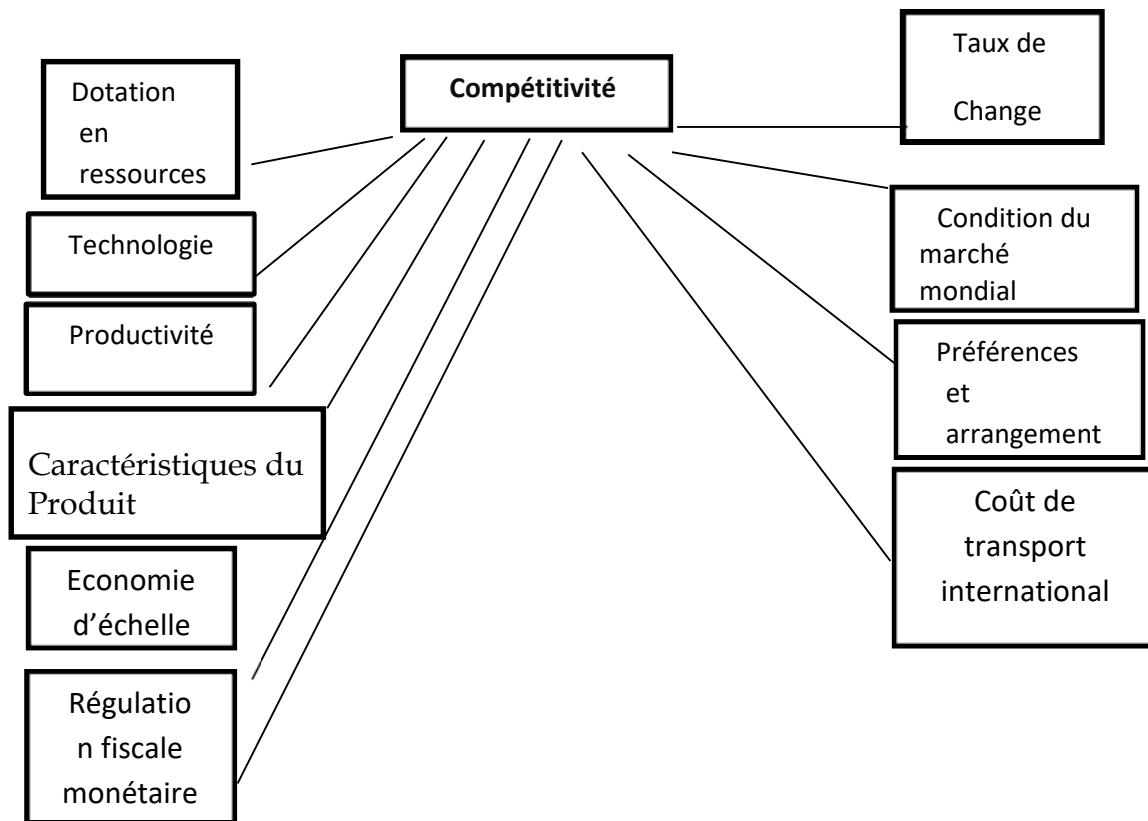 Compétitivité
Dotation
en
ressources
Technologie
Productivité
Caractéristiques du
Produit
Economie
d’échelle
Régulatio
n fiscale
monétaire
Taux de
Change
Condition du
marché
mondial
Préférences
et
arrangement
Coût de
transport
international